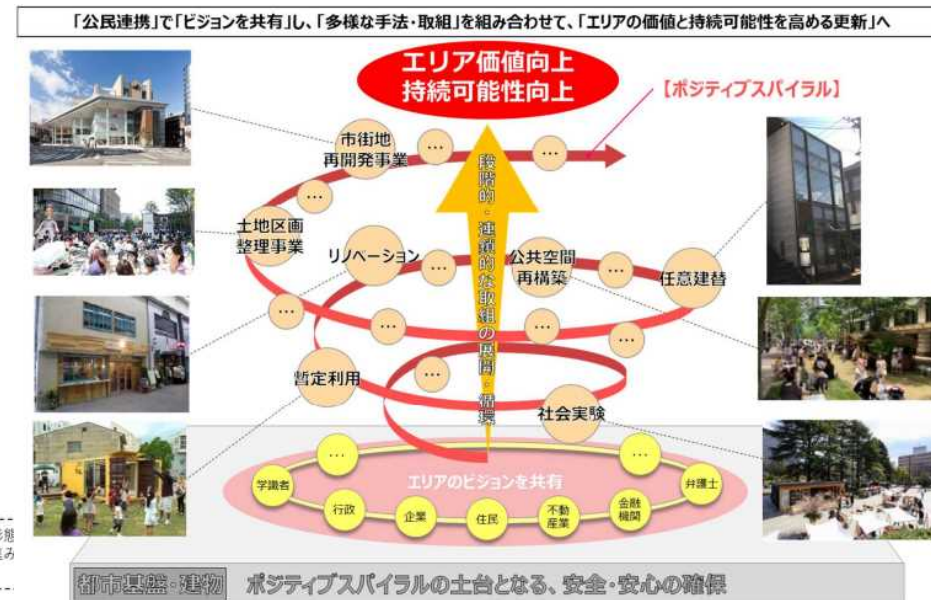 「公民連携」で「ビジョンを共有」し、「多様な手法・取組」を組み合わせて、「エリアの価値と持続可能性を高める更新」へ
エリア価値向上
持続可能性向上
【ポジティブスパイラル】
市街地
再開発事業
…
…
…
土地区画
整理事業
リノベーション
…
公共空間
再構築
…
任意建替
…
…
…
…
段階的・連鎖的な取組の展開・循環
暫定利用
…
社会実験
…
…
エリアのビジョンを共有
学識者
行政
企業
住民
不動
産業
金融
機関
弁護士
都市基盤・建物
ポジティブスパイラルの土台となる、安全・安心の確保